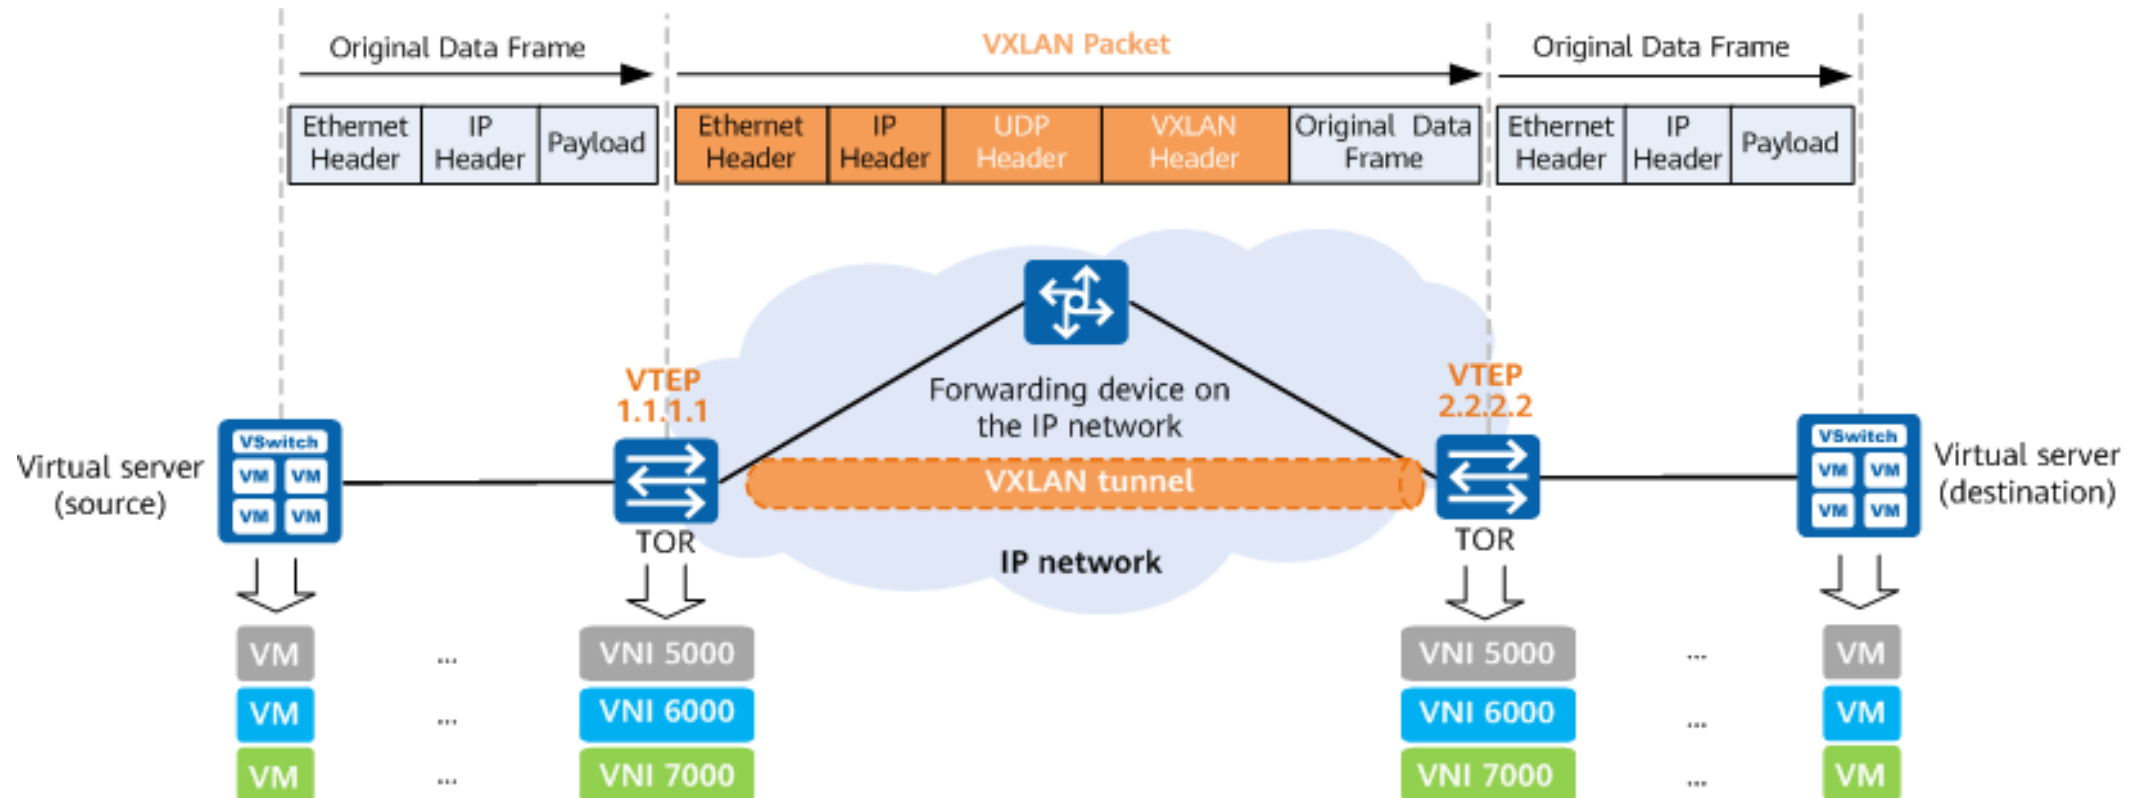 Original Data Frame
VXLAN Packet
Original Data Frame
Ethernet Header
IP Header
Payload
Ethernet Header
IP Header
UDP Header
VXLAN Header
Original Data Frame
Ethernet Header
IP Header
Payload
VTEP
1.1.1.1
Forwarding device on
the IP network
VTEP
2.2.2.2
Virtual server
(source)
VSwitch
VM VM
VM VM
VXLAN tunnel
VSwitch
VM VM
VM VM
Virtual server
(destination)
TOR
IP network
TOR
VM ... VNI 5000
VNI 5000 ... VM
VM ... VNI 6000
VNI 6000 ... VM
VM ... VNI 7000
VNI 7000 ... VM